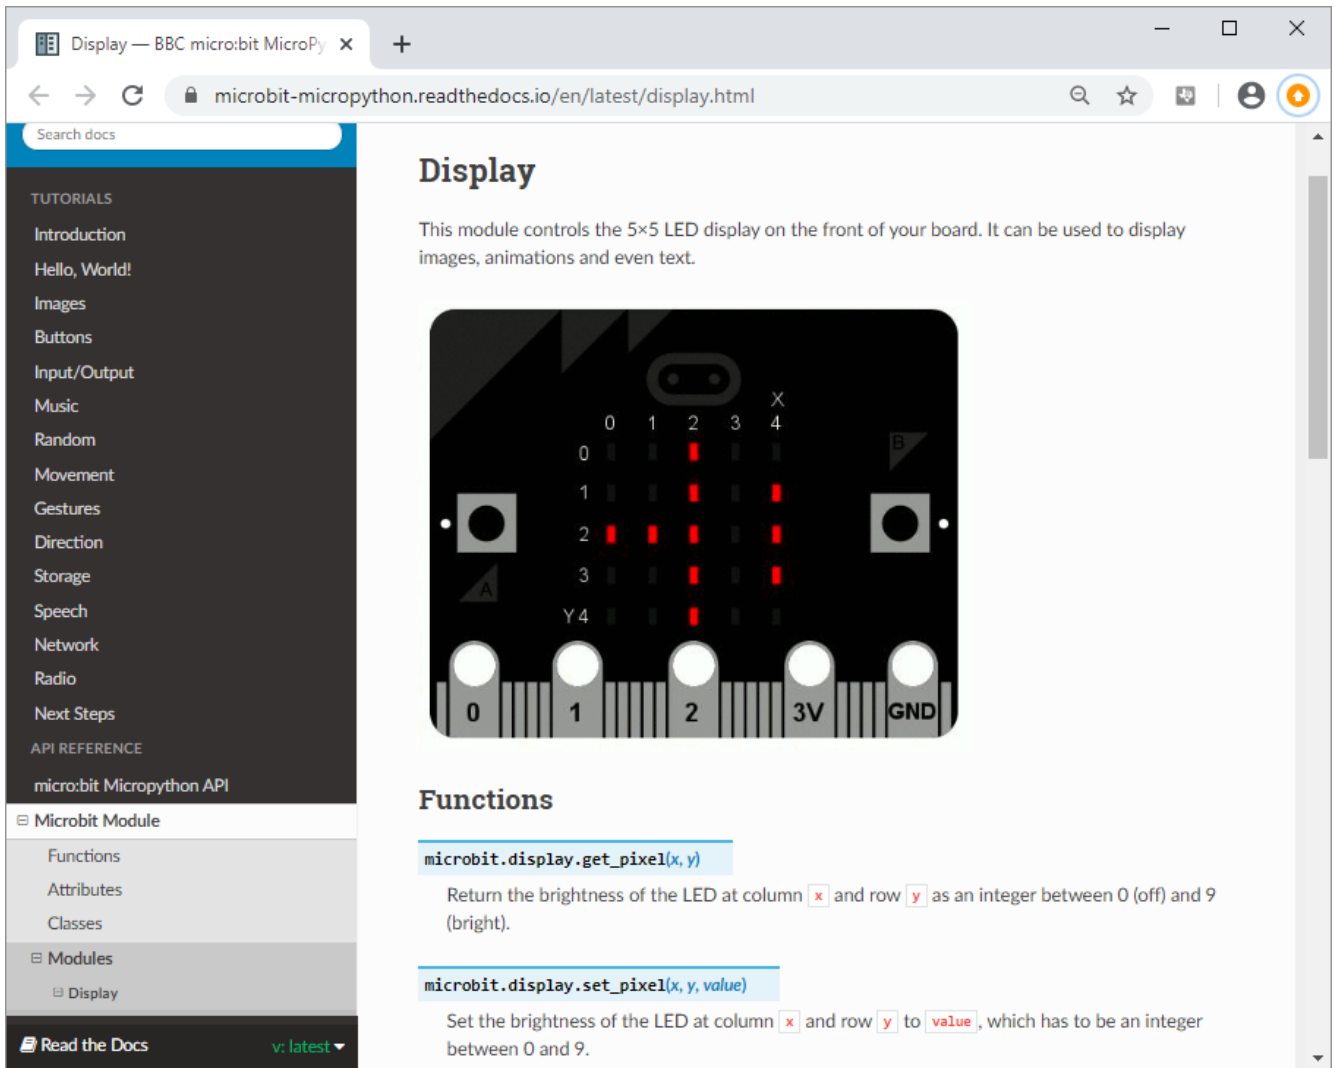 Display — BBC micro:bit MicroPy
microbit-micropython.readthedocs.io/en/latest/display.html
Search docs
TUTORIALS
Introduction
Hello, World!
Images
Buttons
Input/Output
Music
Random
Movement
Gestures
Direction
Storage
Speech
Network
Radio
Next Steps
API REFERENCE
micro:bit Micropython API
Microbit Module
Functions
Attributes
Classes
Modules
Display
Read the Docs
v: latest
Display
This module controls the 5×5 LED display on the front of your board. It can be used to display
images, animations and even text.
X
0 1 2 3 4
0
B
1
2
3
A
Y 4
0 1 2 3V GND
Functions
microbit.display.get_pixel(x, y)
Return the brightness of the LED at column x and row y as an integer between 0 (off) and 9
(bright).
microbit.display.set_pixel(x, y, value)
Set the brightness of the LED at column x and row y to value , which has to be an integer
between 0 and 9.